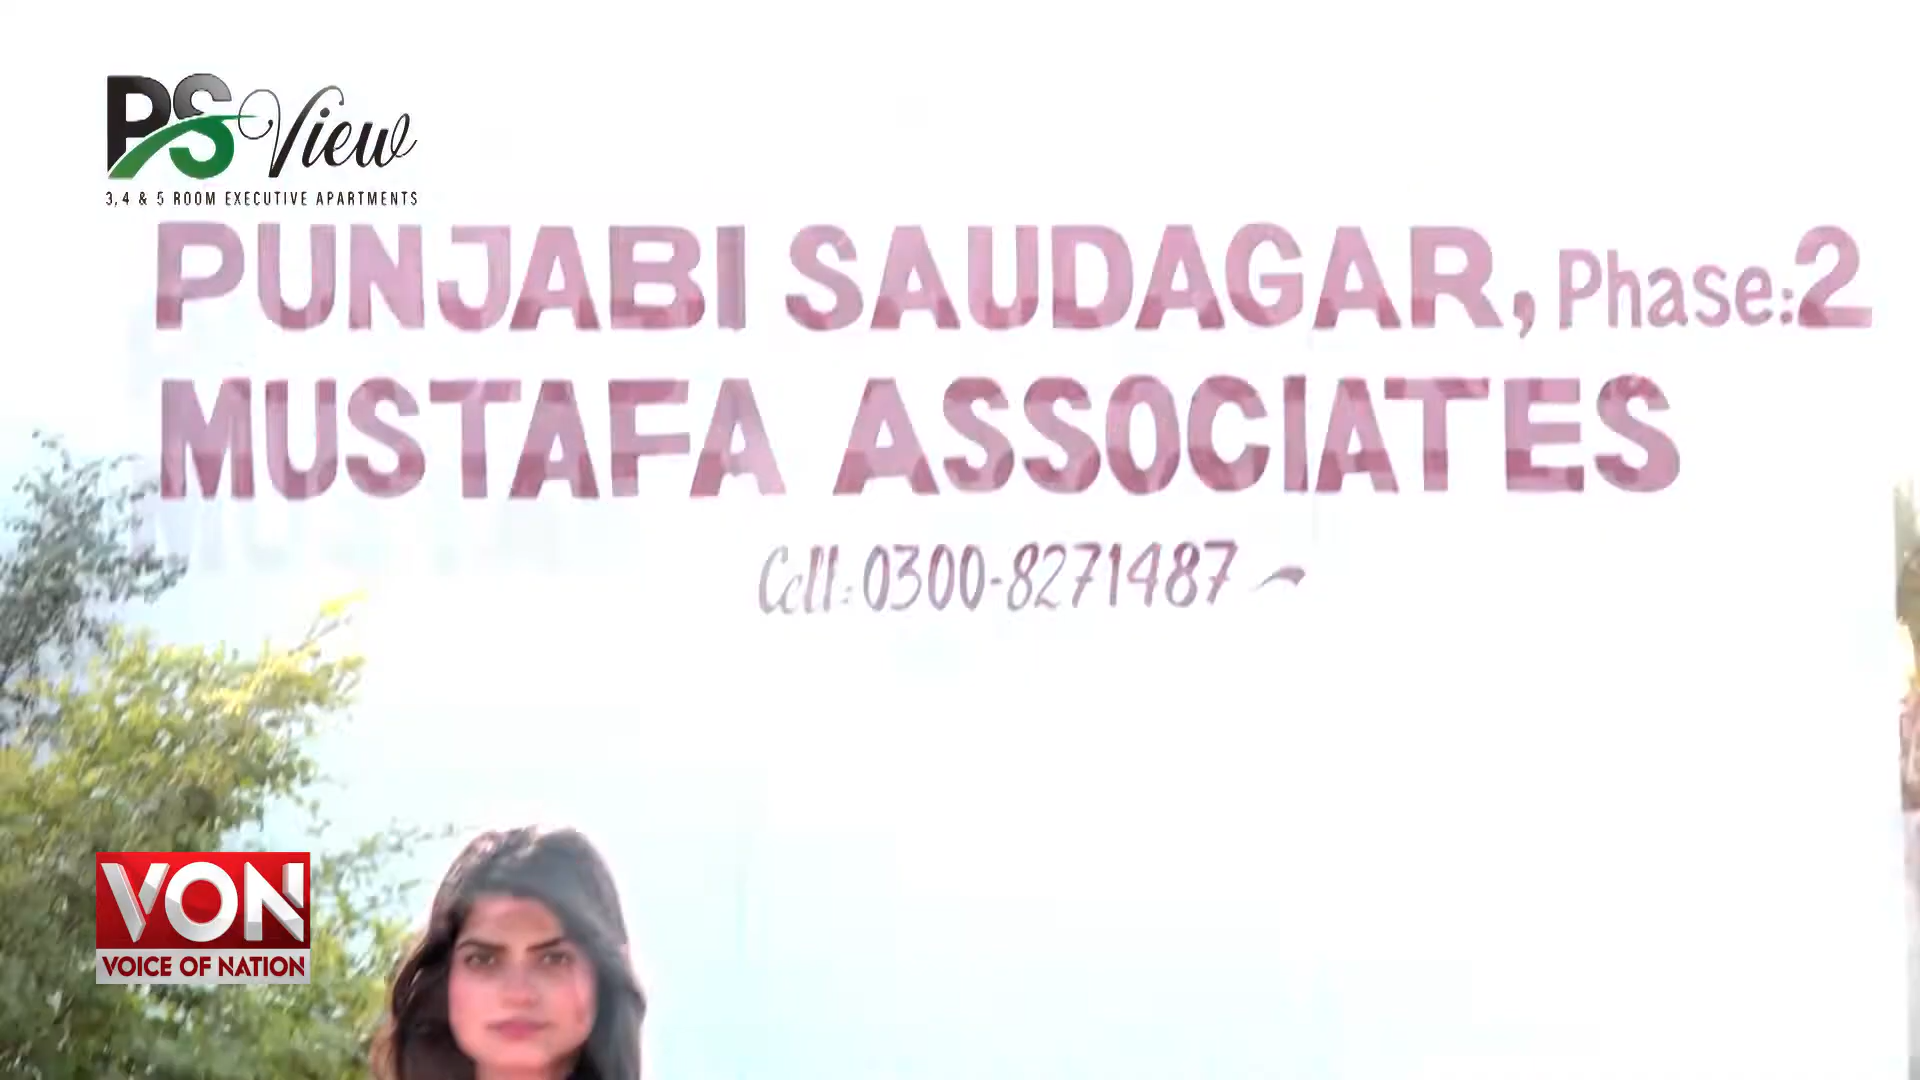 PS View
3,4 & 5 ROOM EXECUTIVE APARTMENTS
PUNJABI SAUDAGAR, Phase:2
MUSTAFA ASSOCIATES
Cell:0300-8271487
VON
VOICE OF NATION